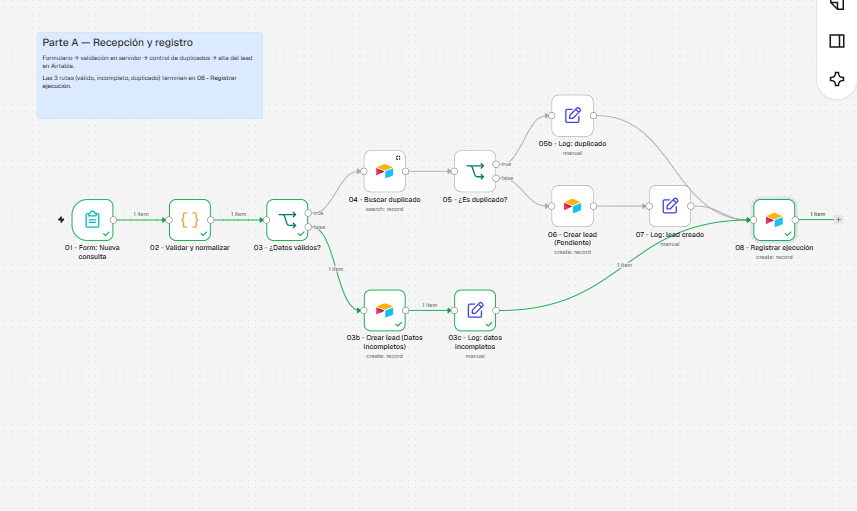 Parte A — Recepción y registro
Formulario → validación en servidor → control de duplicados → alta del lead
en Airtable.
Las 3 rutas (válido, incompleto, duplicado) terminan en 08 - Registrar
ejecución.
05b - Log: duplicado
manual
true
false
04 - Buscar duplicado
search: record
05 - ¿Es duplicado?
1 item
1 item
true
false
1 item
01 - Form: Nueva
consulta
02 - Validar y normalizar
03 - ¿Datos válidos?
06 - Crear lead
(Pendiente)
create: record
07 - Log: lead creado
manual
08 - Registrar ejecución
create: record
1 item
1 item
1 item
03b - Crear lead (Datos
incompletos)
create: record
03c - Log: datos
incompletos
manual